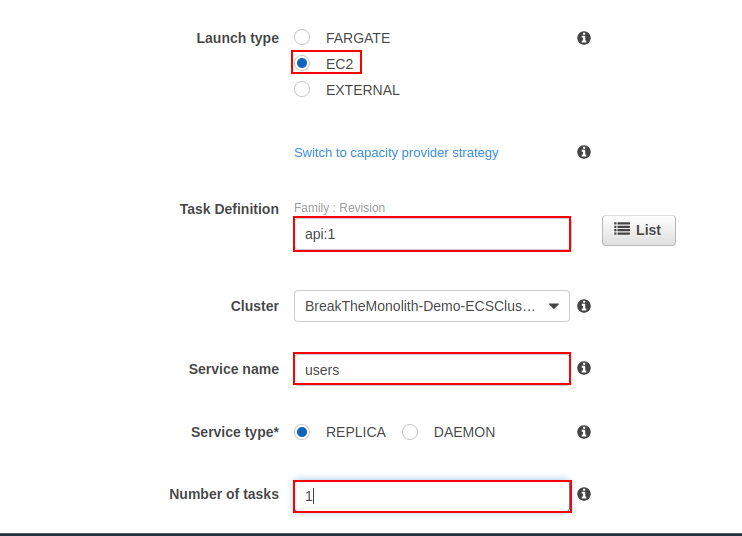 Launch type FARGATE
EC2
EXTERNAL
Switch to capacity provider strategy
Task Definition Family : Revision
api:1 List
Cluster BreakTheMonolith-Demo-ECSClus...
Service name users
Service type* REPLICA DAEMON
Number of tasks 1